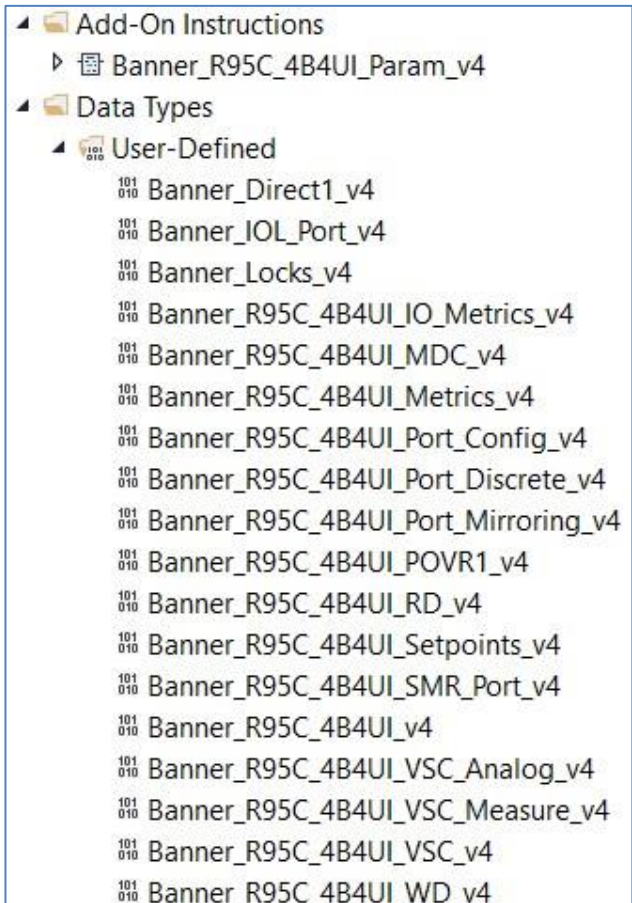 Add-On Instructions
Banner_R95C_4B4UI_Param_v4
Data Types
User-Defined
Banner_Direct1_v4
Banner_IOL_Port_v4
Banner_Locks_v4
Banner_R95C_4B4UI_IO_Metrics_v4
Banner_R95C_4B4UI_MDC_v4
Banner_R95C_4B4UI_Metrics_v4
Banner_R95C_4B4UI_Port_Config_v4
Banner_R95C_4B4UI_Port_Discrete_v4
Banner_R95C_4B4UI_Port_Mirroring_v4
Banner_R95C_4B4UI_POVR1_v4
Banner_R95C_4B4UI_RD_v4
Banner_R95C_4B4UI_Setpoints_v4
Banner_R95C_4B4UI_SMR_Port_v4
Banner_R95C_4B4UI_v4
Banner_R95C_4B4UI_VSC_Analog_v4
Banner_R95C_4B4UI_VSC_Measure_v4
Banner_R95C_4B4UI_VSC_v4
Banner_R95C_4B4UI_WD_v4